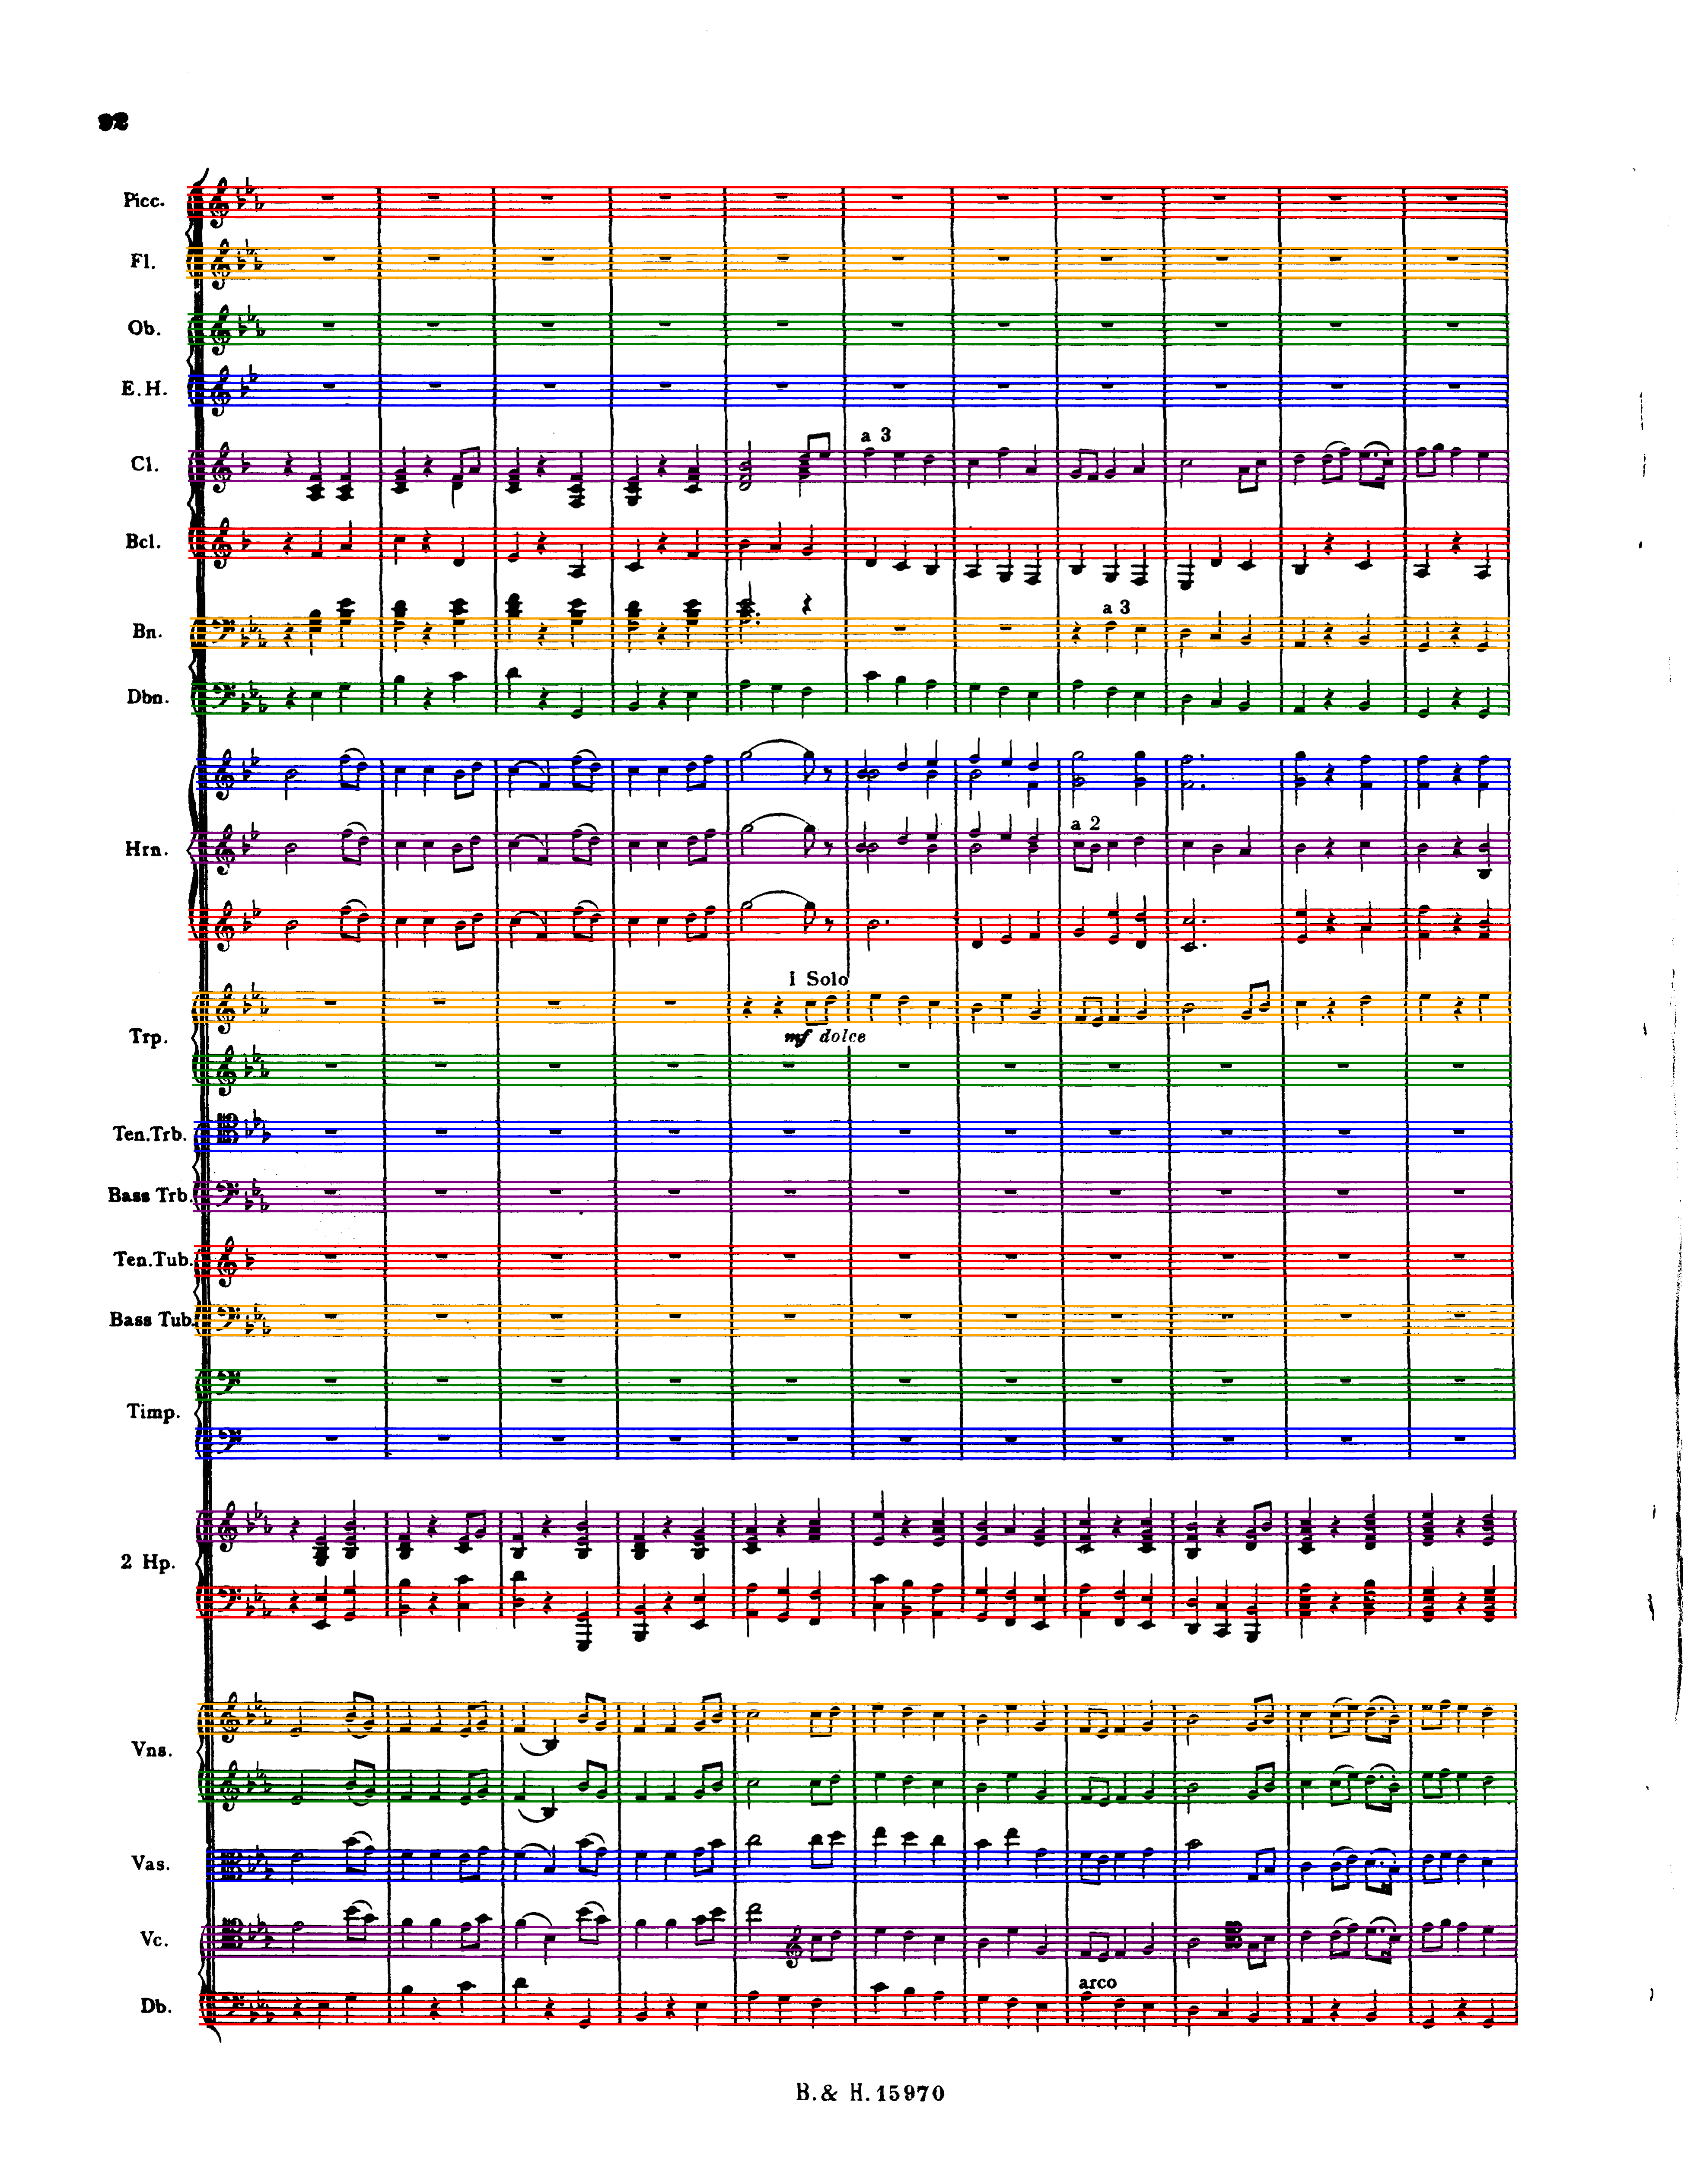 92
Picc.
Fl.
Ob.
E. H.
a 3
Cl.
Bcl.
a 3
Bn.
Dbn.
a 2
Hrn.
I Solo
mf dolce
Trp.
Ten.Trb.
Bass Trb.
Ten.Tub.
Bass Tub.
Timp.
2 Hp.
Vns.
Vas.
Vc.
arco
Db.
B. & H. 15970